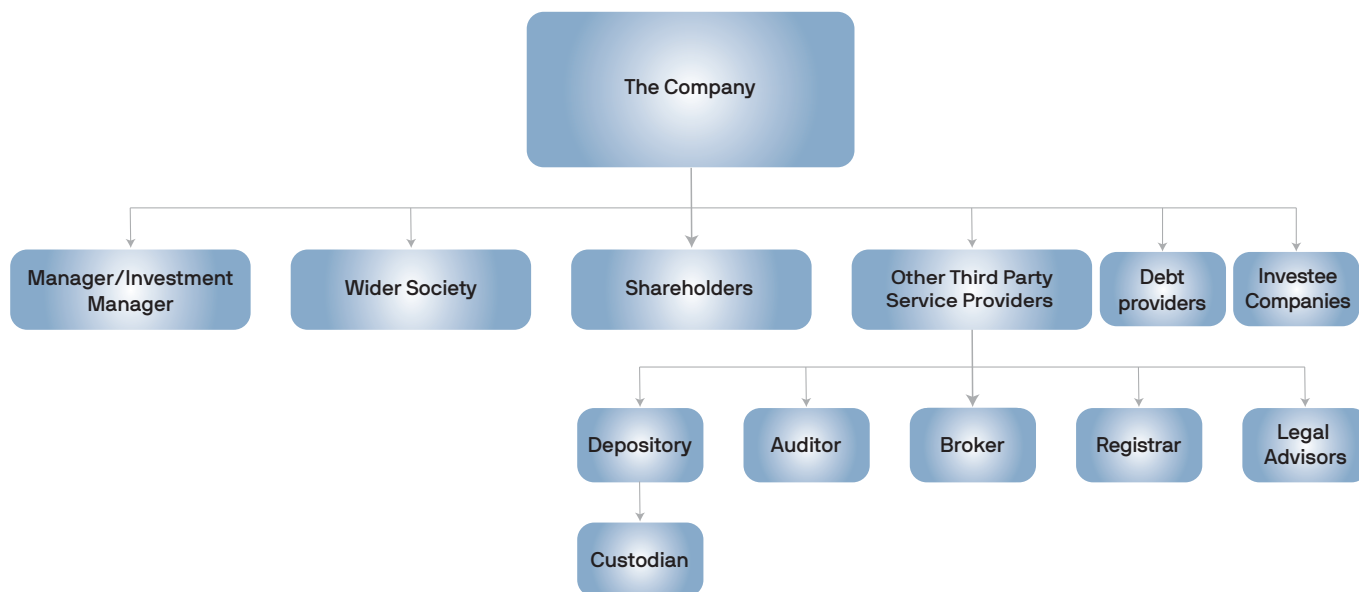 The Company
Manager/Investment
Manager
Wider Society
Shareholders
Other Third Party
Service Providers
Debt
providers
Investee
Companies
Depository
Auditor
Broker
Registrar
Legal
Advisors
Custodian